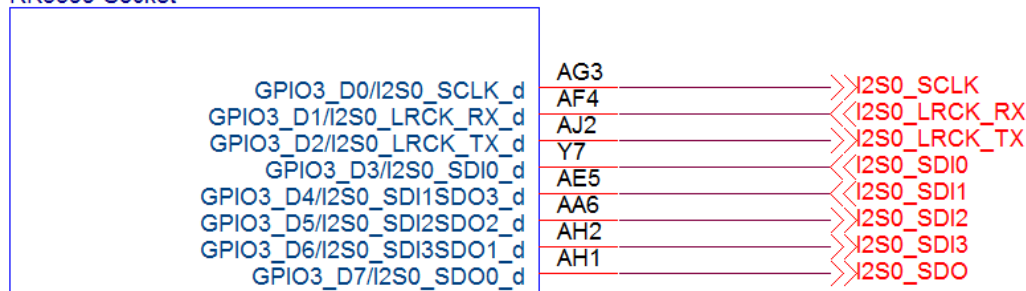 GPIO3_D0/I2S0_SCLK_d AG3 I2S0_SCLK
GPIO3_D1/I2S0_LRCK_RX_d AF4 I2S0_LRCK_RX
GPIO3_D2/I2S0_LRCK_TX_d AJ2 I2S0_LRCK_TX
GPIO3_D3/I2S0_SDI0_d Y7 I2S0_SDI0
GPIO3_D4/I2S0_SDI1SDO3_d AE5 I2S0_SDI1
GPIO3_D5/I2S0_SDI2SDO2_d AA6 I2S0_SDI2
GPIO3_D6/I2S0_SDI3SDO1_d AH2 I2S0_SDI3
GPIO3_D7/I2S0_SDO0_d AH1 I2S0_SDO